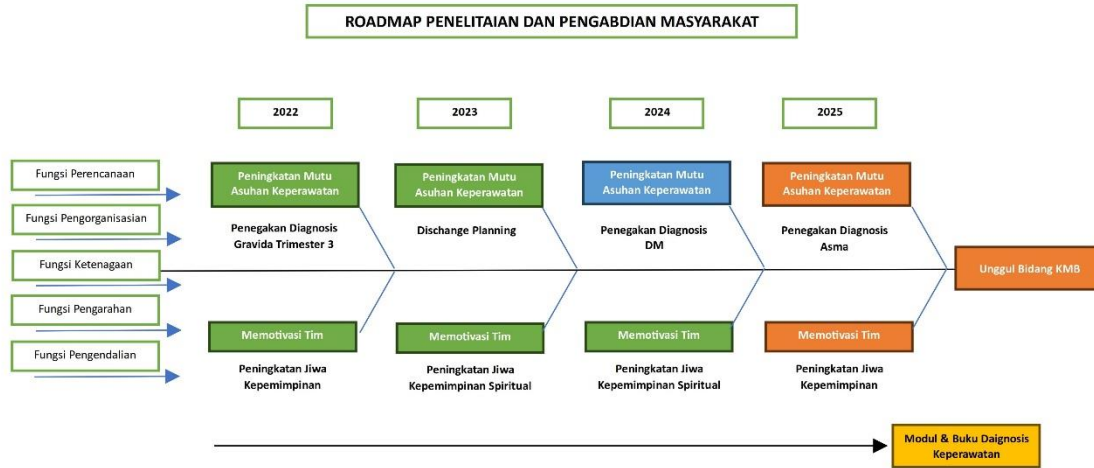 ROADMAP PENELITAIAN DAN PENGABDIAN MASYARAKAT
2022
2023
2024
2025
Fungsi Perencanaan
Fungsi Pengorganisasian
Fungsi Ketenagaan
Fungsi Pengarahan
Fungsi Pengendalian
Peningkatan Mutu
Asuhan Keperawatan
Penegakan Diagnosis
Gravida Trimester 3
Peningkatan Mutu
Asuhan Keperawatan
Dischange Planning
Peningkatan Mutu
Asuhan Keperawatan
Penegakan Diagnosis
DM
Peningkatan Mutu
Asuhan Keperawatan
Penegakan Diagnosis
Asma
Unggul Bidang KMB
Memotivasi Tim
Peningkatan Jiwa
Kepemimpinan
Memotivasi Tim
Peningkatan Jiwa
Kepemimpinan Spiritual
Memotivasi Tim
Peningkatan Jiwa
Kepemimpinan Spiritual
Memotivasi Tim
Peningkatan Jiwa
Kepemimpinan
Modul & Buku Daignosis
Keperawatan